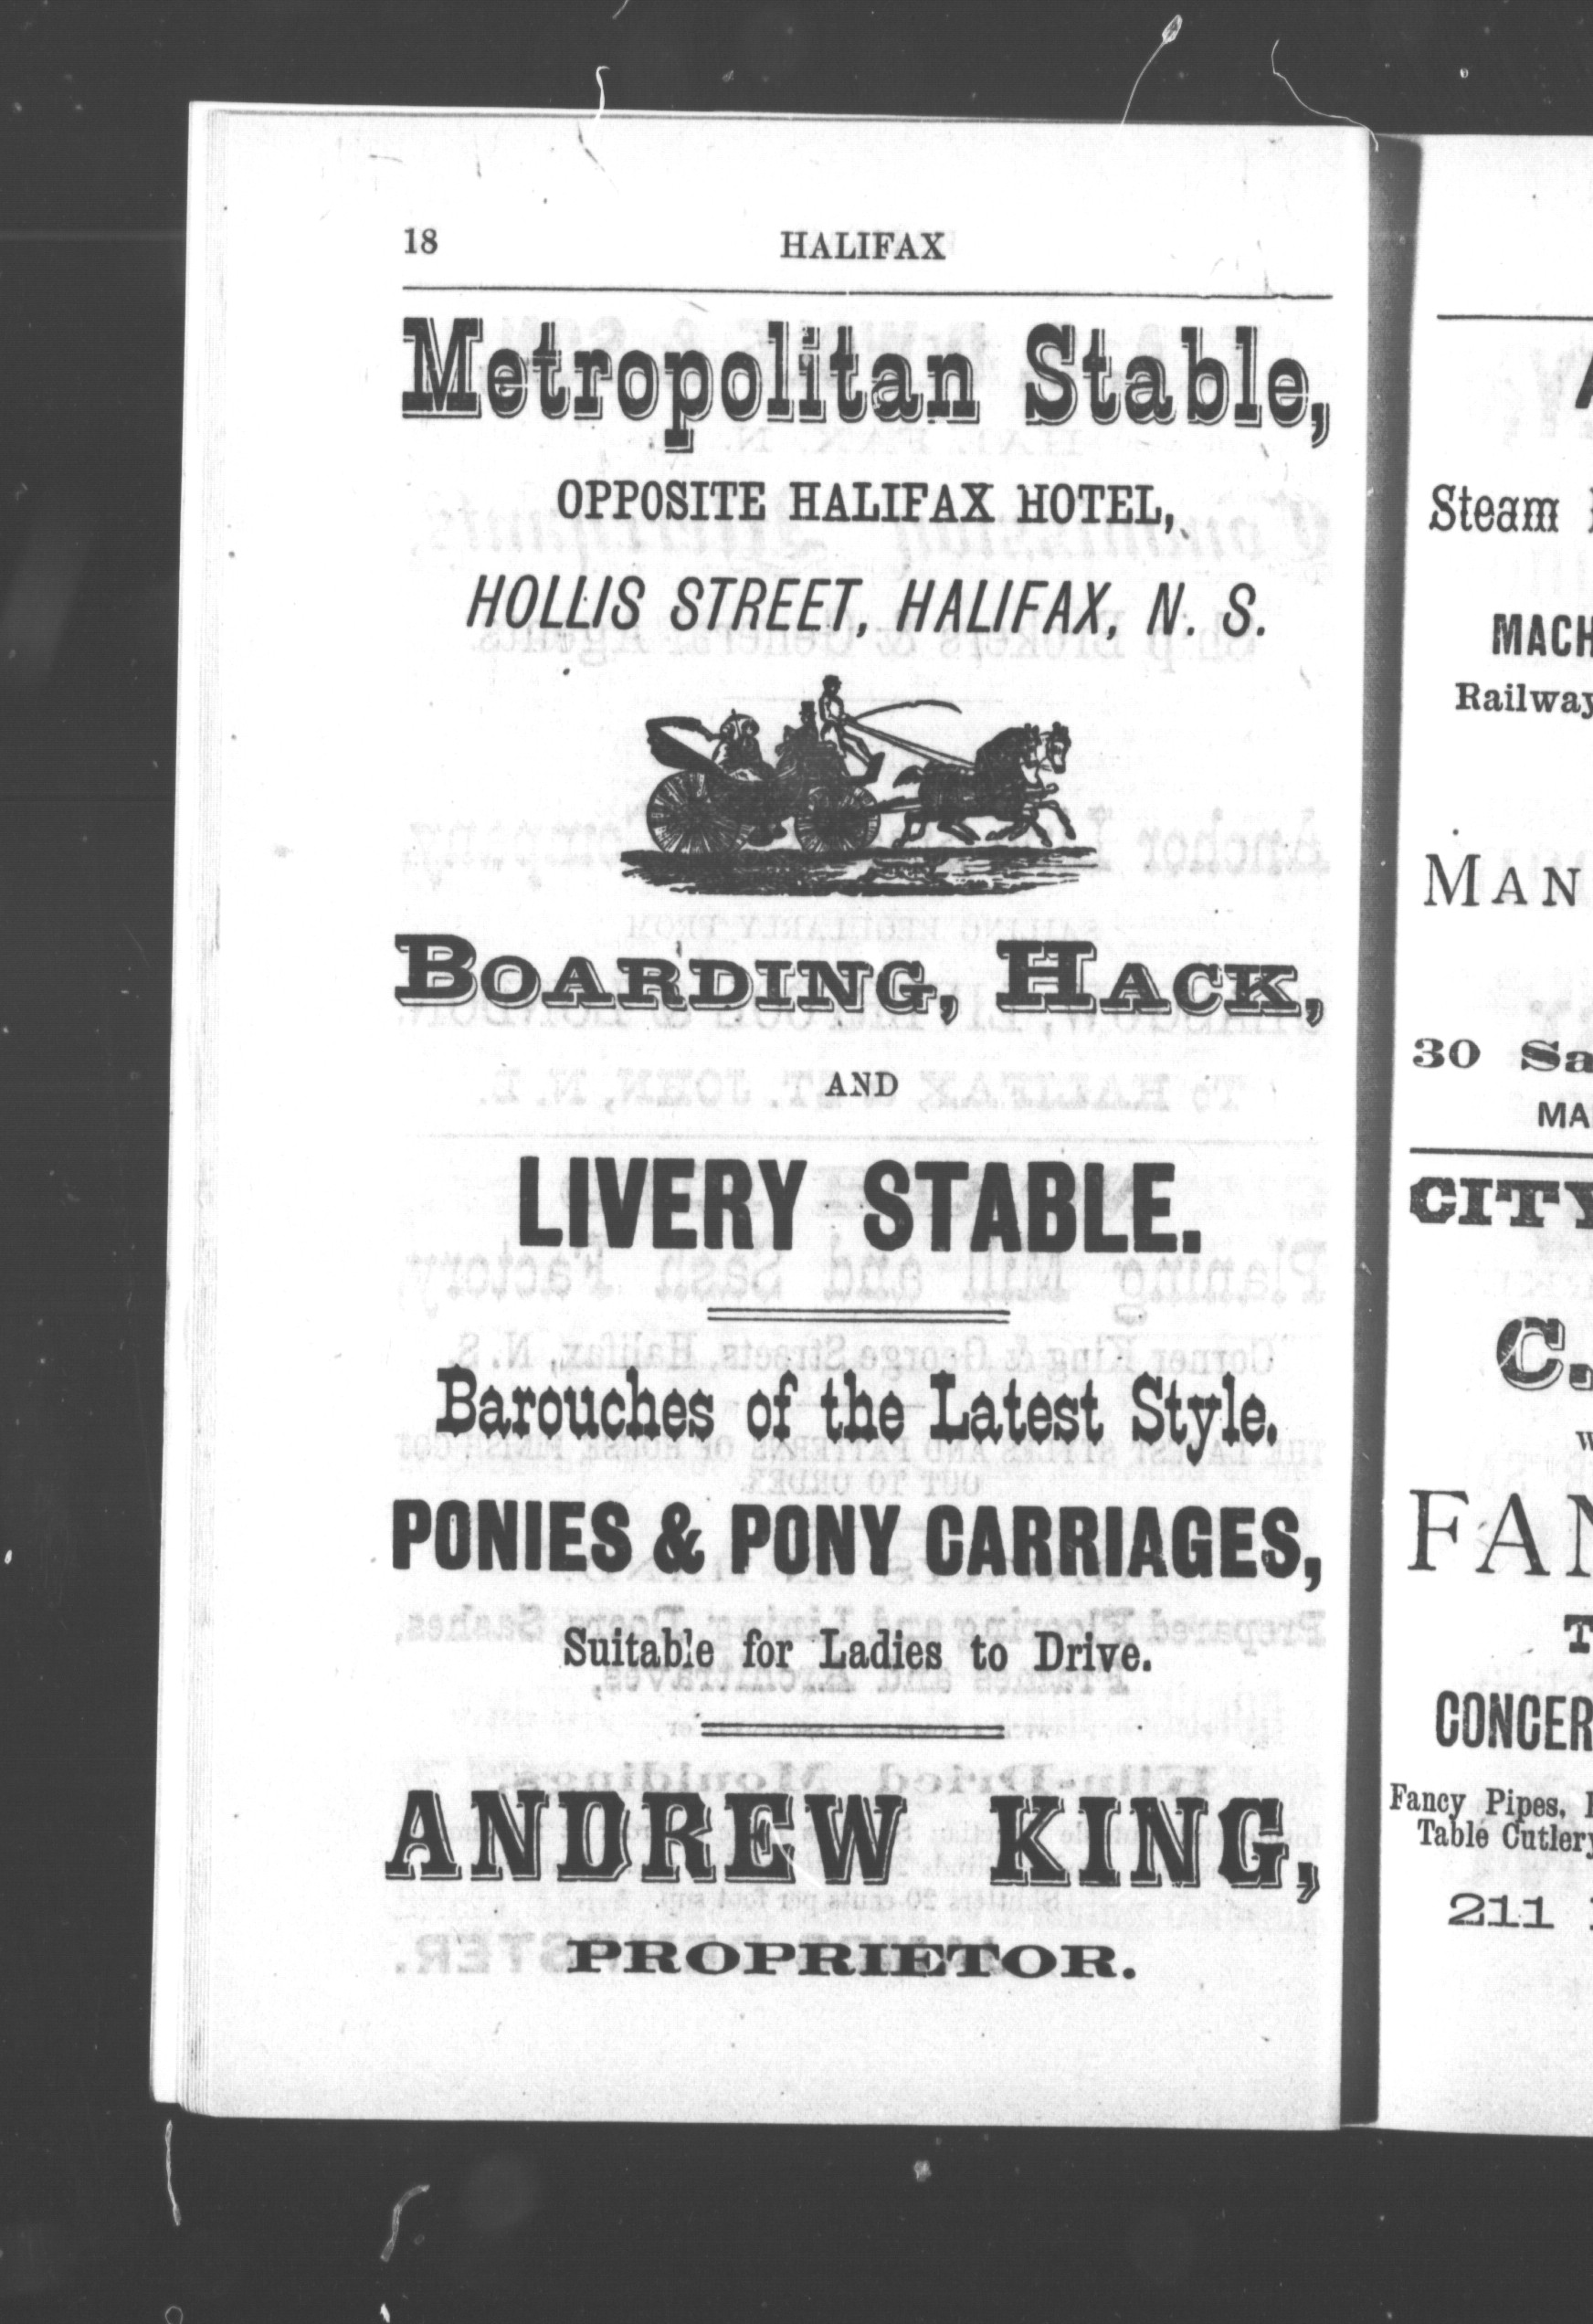 18 HALIFAX
Metropolitan Stable,
OPPOSITE HALIFAX HOTEL,
HOLLIS STREET, HALIFAX, N. S.
BOARDING, HACK,
AND
LIVERY STABLE.
Barouches of the Latest Style.
PONIES & PONY CARRIAGES,
Suitable for Ladies to Drive.
ANDREW KING,
PROPRIETOR.
Steam
MACH
Railway
MAN
30 Sa
MA
CITY
C.
FAN
T
CONCER
Fancy Pipes,
Table Cutlery
211